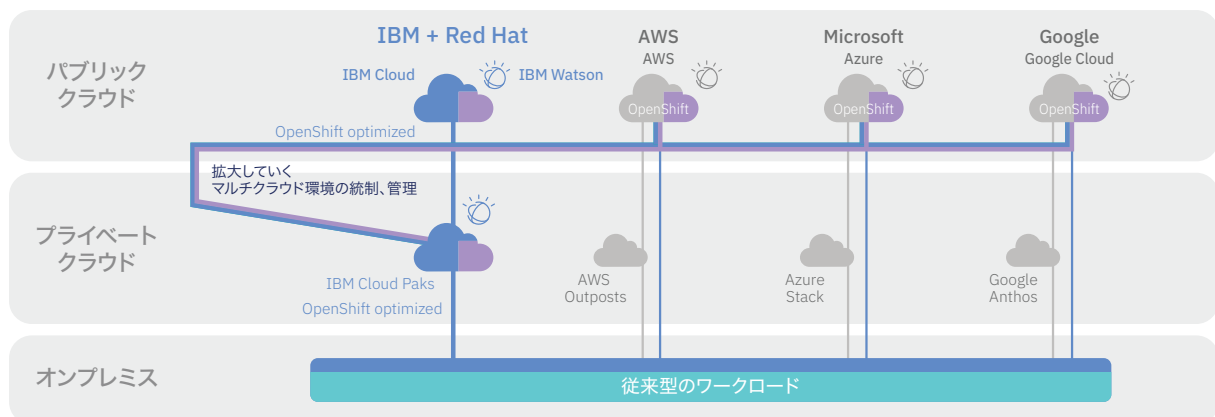 パブリック
クラウド
IBM + Red Hat
IBM Cloud
IBM Watson
OpenShift optimized
AWS
AWS
OpenShift
Microsoft
Azure
OpenShift
Google
Google Cloud
OpenShift
拡大していく
マルチクラウド環境の統制、管理
プライベート
クラウド
IBM Cloud Paks
OpenShift optimized
AWS
Outposts
Azure
Stack
Google
Anthos
オンプレミス
従来型のワークロード